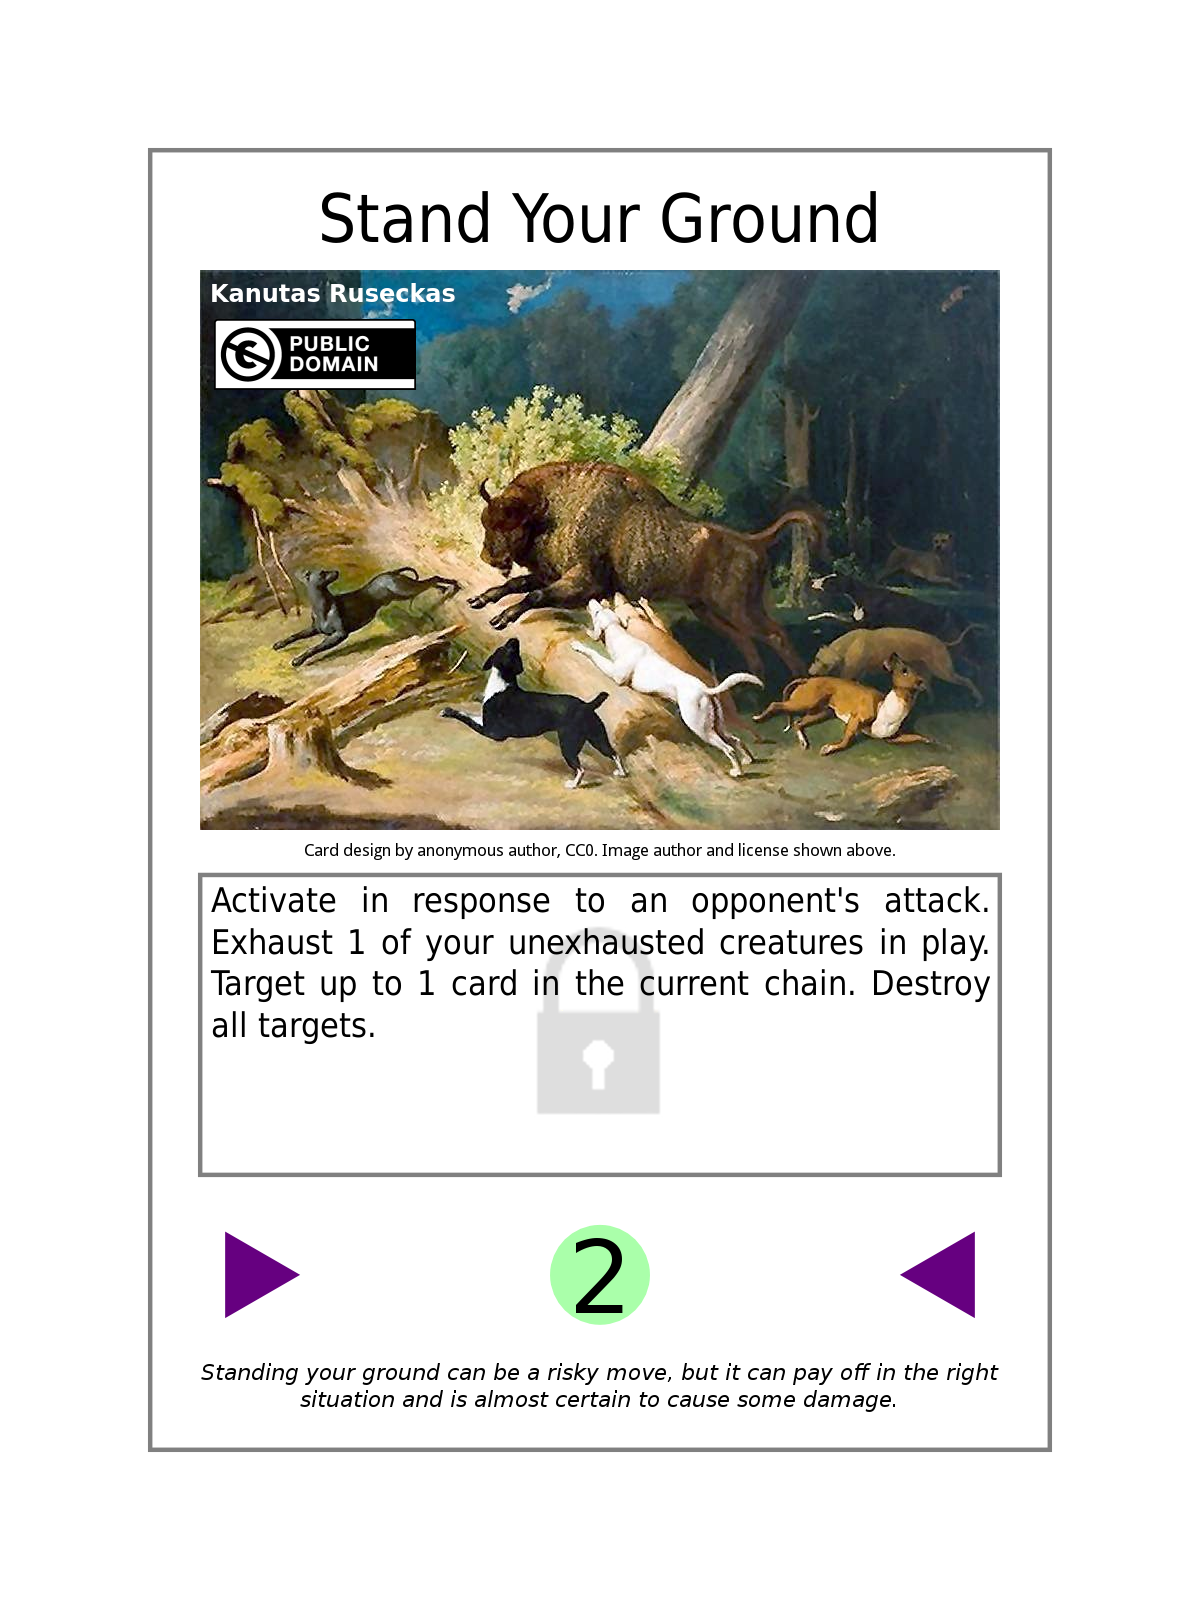 Stand Your Ground
Kanutas Ruseckas
PUBLIC
DOMAIN
Card design by anonymous author, CC0. Image author and license shown above.
Activate in response to an opponent's attack.
Exhaust 1 of your unexhausted creatures in play.
Target up to 1 card in the current chain. Destroy
all targets.
2
Standing your ground can be a risky move, but it can pay off in the right
situation and is almost certain to cause some damage.